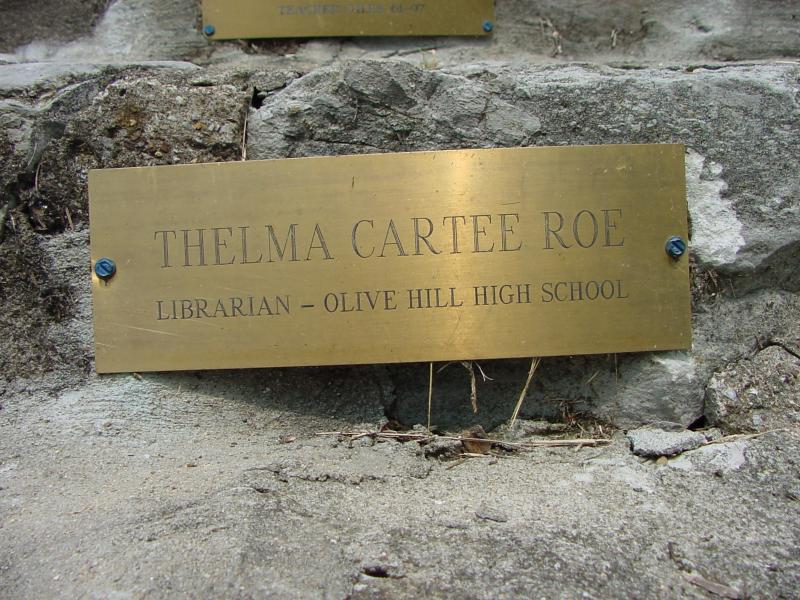 THELMA CARTEE ROE
LIBRARIAN – OLIVE HILL HIGH SCHOOL